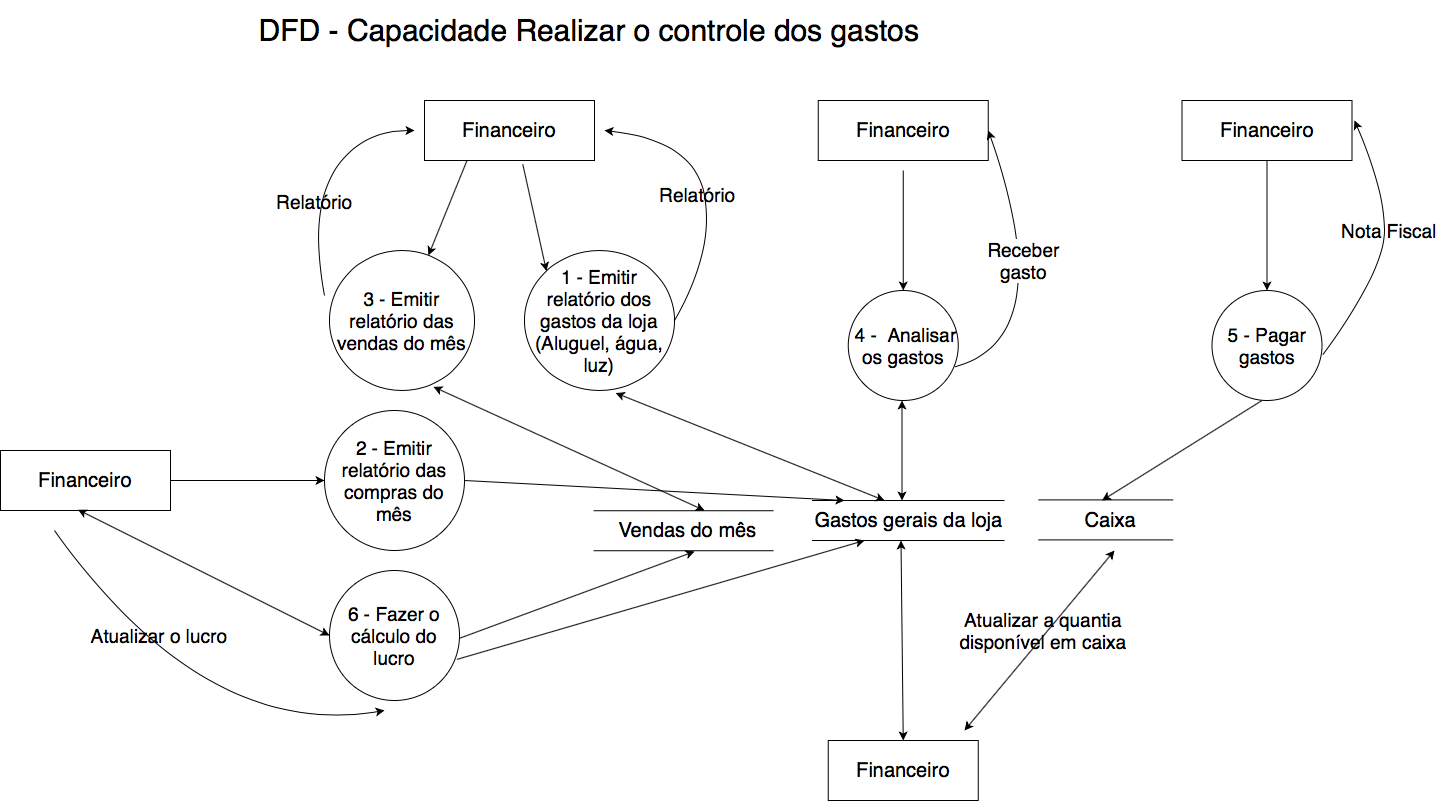 DFD - Capacidade Realizar o controle dos gastos
Financeiro
Financeiro
Financeiro
Relatório
Relatório
Nota Fiscal
Receber
gasto
3 - Emitir
relatório das
vendas do mês
1 - Emitir
relatório dos
gastos da loja
(Aluguel, água,
luz)
4 -  Analisar
os gastos
5 - Pagar
gastos
Financeiro
2 - Emitir
relatório das
compras do
mês
Vendas do mês
Gastos gerais da loja
Caixa
6 - Fazer o
cálculo do
lucro
Atualizar o lucro
Atualizar a quantia
disponível em caixa
Financeiro